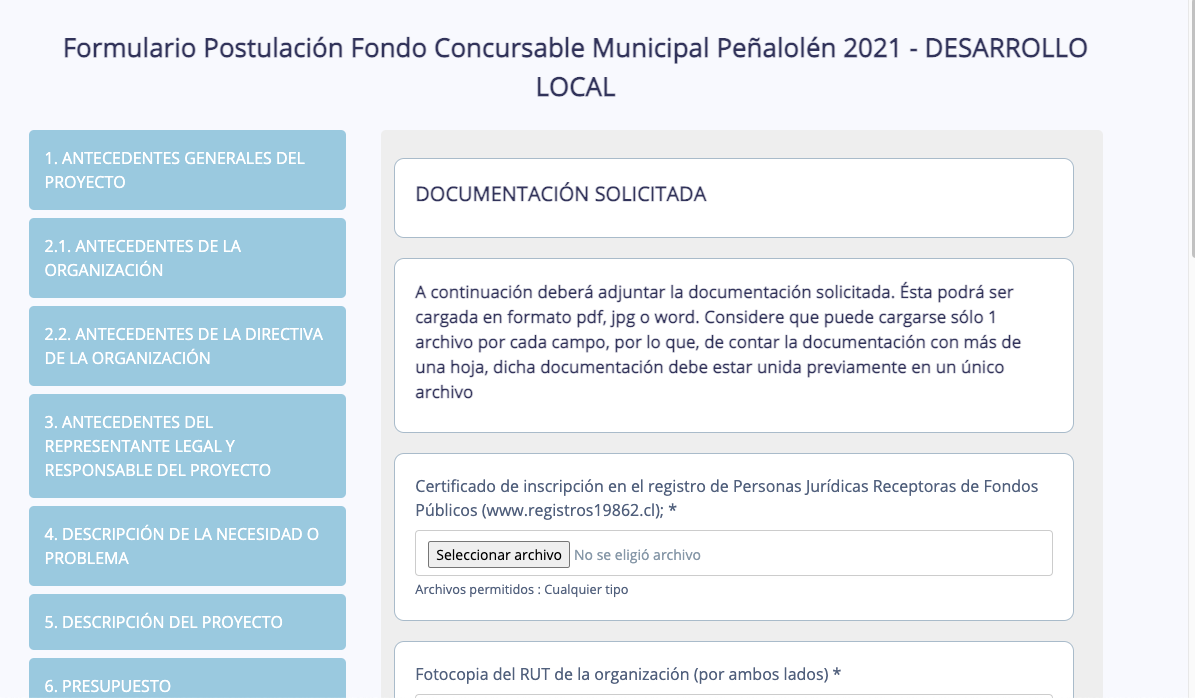 Formulario Postulación Fondo Concursable Municipal Peñalolén 2021 - DESARROLLO
LOCAL
1. ANTECEDENTES GENERALES DEL
PROYECTO
2.1. ANTECEDENTES DE LA
ORGANIZACIÓN
2.2. ANTECEDENTES DE LA DIRECTIVA
DE LA ORGANIZACIÓN
3. ANTECEDENTES DEL
REPRESENTANTE LEGAL Y
RESPONSABLE DEL PROYECTO
4. DESCRIPCIÓN DE LA NECESIDAD O
PROBLEMA
5. DESCRIPCIÓN DEL PROYECTO
6. PRESUPUESTO
DOCUMENTACIÓN SOLICITADA
A continuación deberá adjuntar la documentación solicitada. Ésta podrá ser
cargada en formato pdf, jpg o word. Considere que puede cargarse sólo 1
archivo por cada campo, por lo que, de contar la documentación con más de
una hoja, dicha documentación debe estar unida previamente en un único
archivo
Certificado de inscripción en el registro de Personas Jurídicas Receptoras de Fondos
Públicos (www.registros19862.cl); *
Seleccionar archivo No se eligió archivo
Archivos permitidos : Cualquier tipo
Fotocopia del RUT de la organización (por ambos lados) *